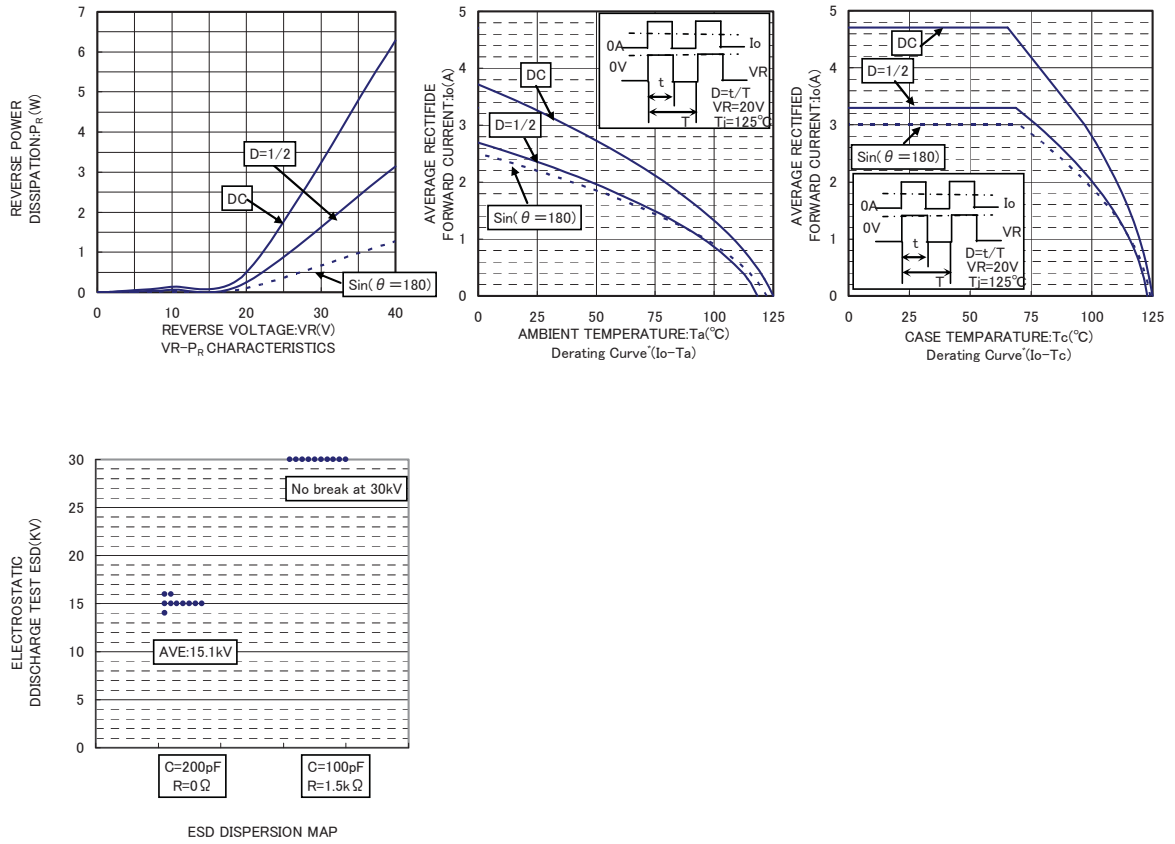 REVERSE POWER
DISSIPATION:PR (W)
7
6
5
4
3
2
1
0
D=1/2
DC
Sin(θ=180)
0 10 20 30 40
REVERSE VOLTAGE:VR(V)
VR-PR CHARACTERISTICS
AVERAGE RECTIFIDE
FORWARD CURRENT:Io(A)
5
4
3
2
1
0
0A
Io
0V
VR
t
T
D=t/T
VR=20V
Tj=125℃
DC
D=1/2
Sin(θ=180)
0 25 50 75 100 125
AMBIENT TEMPERATURE:Ta(℃)
Derating Curve"(Io-Ta)
AVERAGE RECTIFIED
FORWARD CURRENT:Io(A)
5
4
3
2
1
0
DC
D=1/2
Sin(θ=180)
0A
Io
0V
VR
t
T
D=t/T
VR=20V
Tj=125℃
0 25 50 75 100 125
CASE TEMPARATURE:Tc(℃)
Derating Curve"(Io-Tc)
ELECTROSTATIC
DDISCHARGE TEST ESD(KV)
30
25
20
15
10
5
0
No break at 30kV
AVE:15.1kV
C=200pF
R=0Ω
C=100pF
R=1.5kΩ
ESD DISPERSION MAP